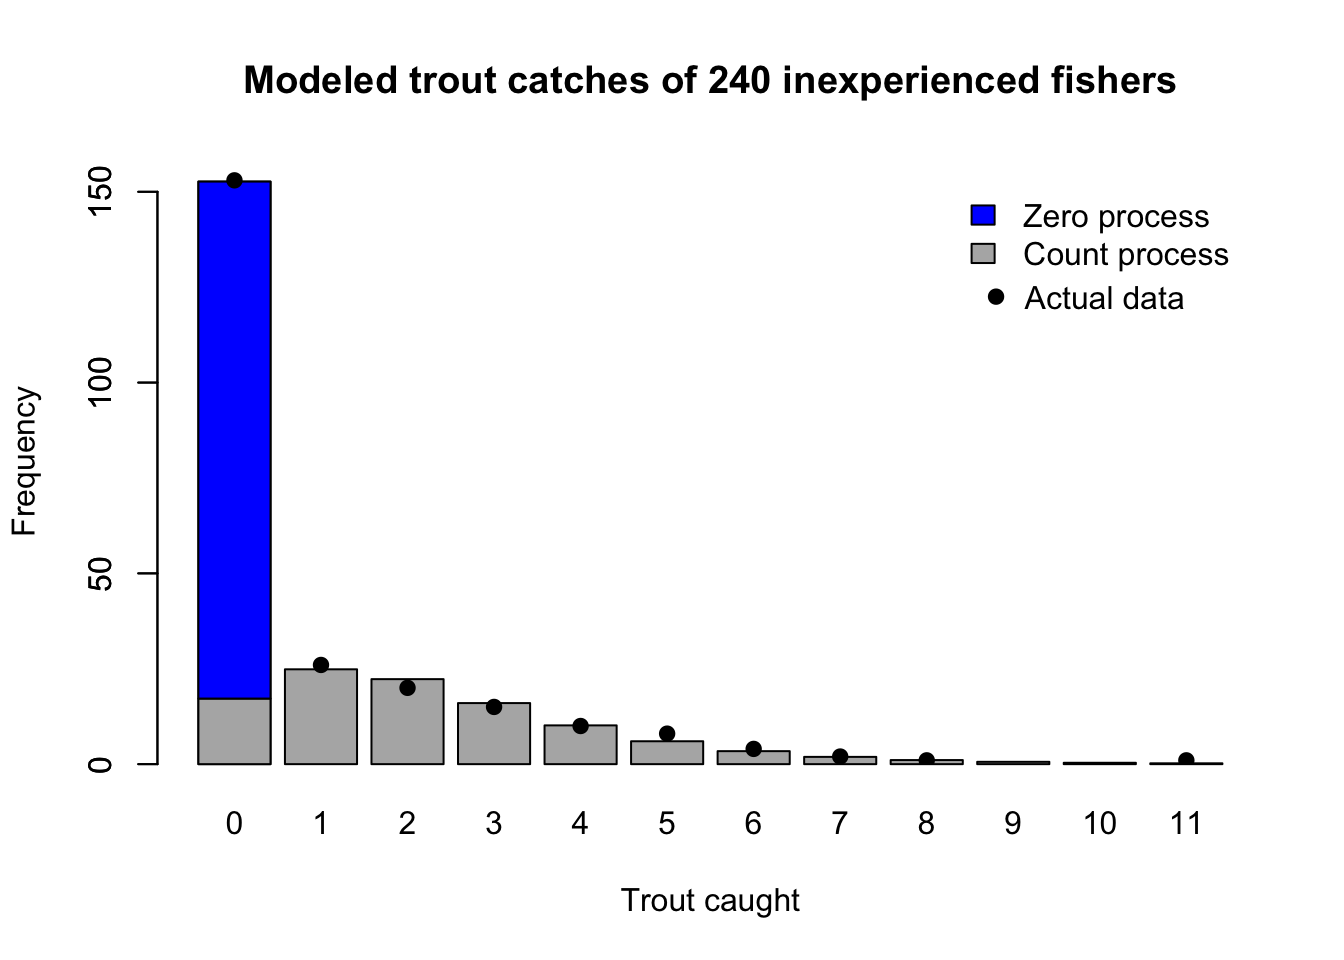 Modeled trout catches of 240 inexperienced fishers
Zero process
Count process
Actual data
Frequency
150
100
50
0
0 1 2 3 4 5 6 7 8 9 10 11
Trout caught